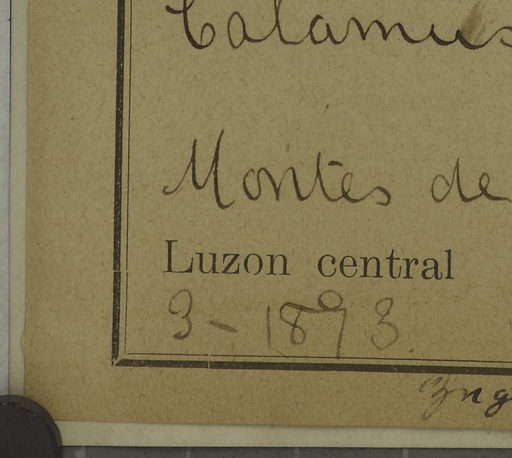 Calamus
Montes de
Luzon central
3-1893.